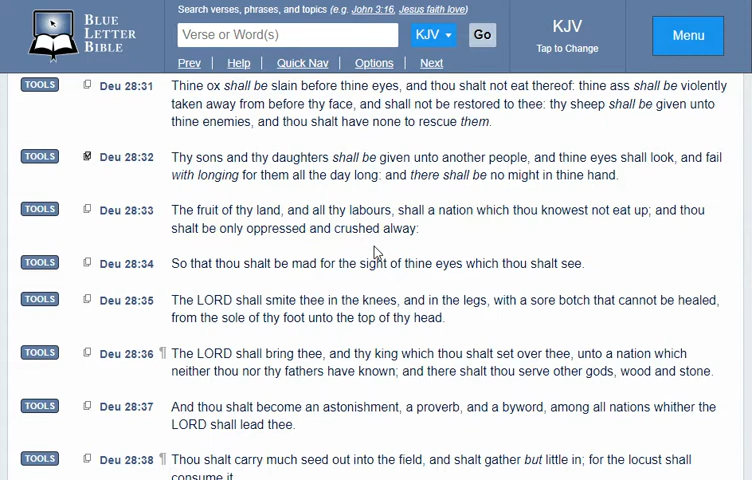 BLUE
LETTER
BIBLE
Search verses, phrases, and topics (e.g. John 3:16, Jesus faith love)
Verse or Word(s)
KJV
Go
Prev
Help
Quick Nav
Options
Next
KJV
Tap to Change
Menu
TOOLS Deu 28:31 Thine ox shall be slain before thine eyes, and thou shalt not eat thereof: thine ass shall be violently
taken away from before thy face, and shall not be restored to thee: thy sheep shall be given unto
thine enemies, and thou shalt have none to rescue them.
TOOLS Deu 28:32 Thy sons and thy daughters shall be given unto another people, and thine eyes shall look, and fail
with longing for them all the day long: and there shall be no might in thine hand.
TOOLS Deu 28:33 The fruit of thy land, and all thy labours, shall a nation which thou knowest not eat up; and thou
shalt be only oppressed and crushed alway:
TOOLS Deu 28:34 So that thou shalt be mad for the sight of thine eyes which thou shalt see.
TOOLS Deu 28:35 The LORD shall smite thee in the knees, and in the legs, with a sore botch that cannot be healed,
from the sole of thy foot unto the top of thy head.
TOOLS Deu 28:36 ¶ The LORD shall bring thee, and thy king which thou shalt set over thee, unto a nation which
neither thou nor thy fathers have known; and there shalt thou serve other gods, wood and stone.
TOOLS Deu 28:37 And thou shalt become an astonishment, a proverb, and a byword, among all nations whither the
LORD shall lead thee.
TOOLS Deu 28:38 ¶ Thou shalt carry much seed out into the field, and shalt gather but little in; for the locust shall
consume it